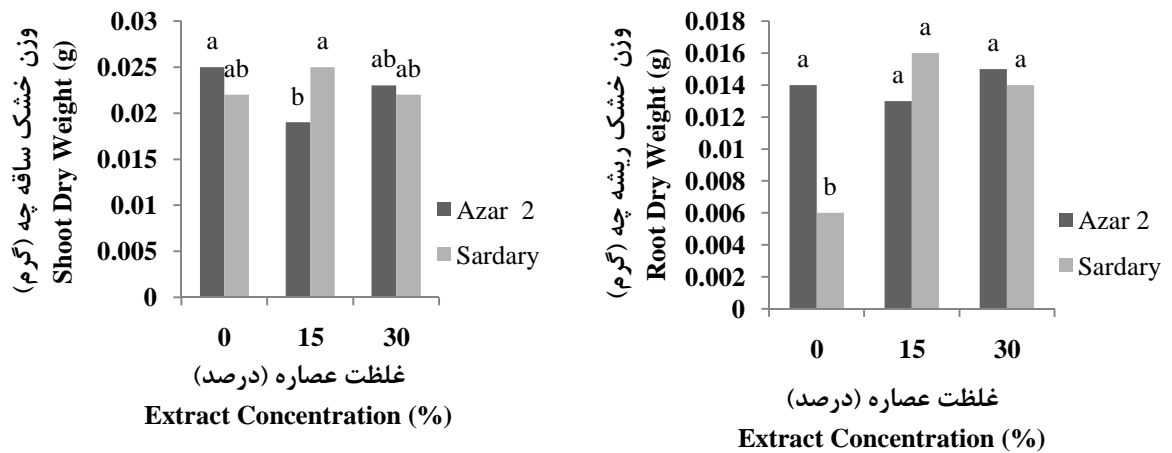 وزن خشک ساقه چه (گرم)
Shoot Dry Weight (g)
0.03
0.025
0.02
0.015
0.01
0.005
0
a
ab
b
a
ab
ab
0
15
30
Azar 2
Sardary
غلظت عصاره (درصد)
Extract Concentration (%)
وزن خشک ریشه چه (گرم)
Root Dry Weight (g)
0.018
0.016
0.014
0.012
0.01
0.008
0.006
0.004
0.002
0
a
b
a
a
a
a
0
15
30
Azar 2
Sardary
غلظت عصاره (درصد)
Extract Concentration (%)